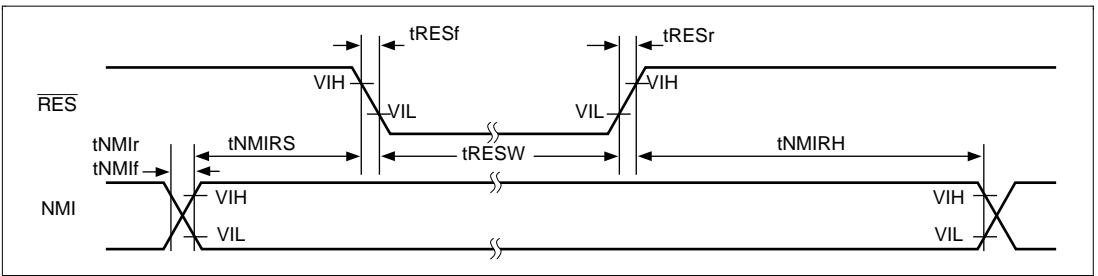 tRESf
tRESr
VIH
VIH
RES
VIL
VIL
tNMIr
tNMIRS
tRESW
tNMIRH
tNMIf
VIH
VIH
NMI
VIL
VIL